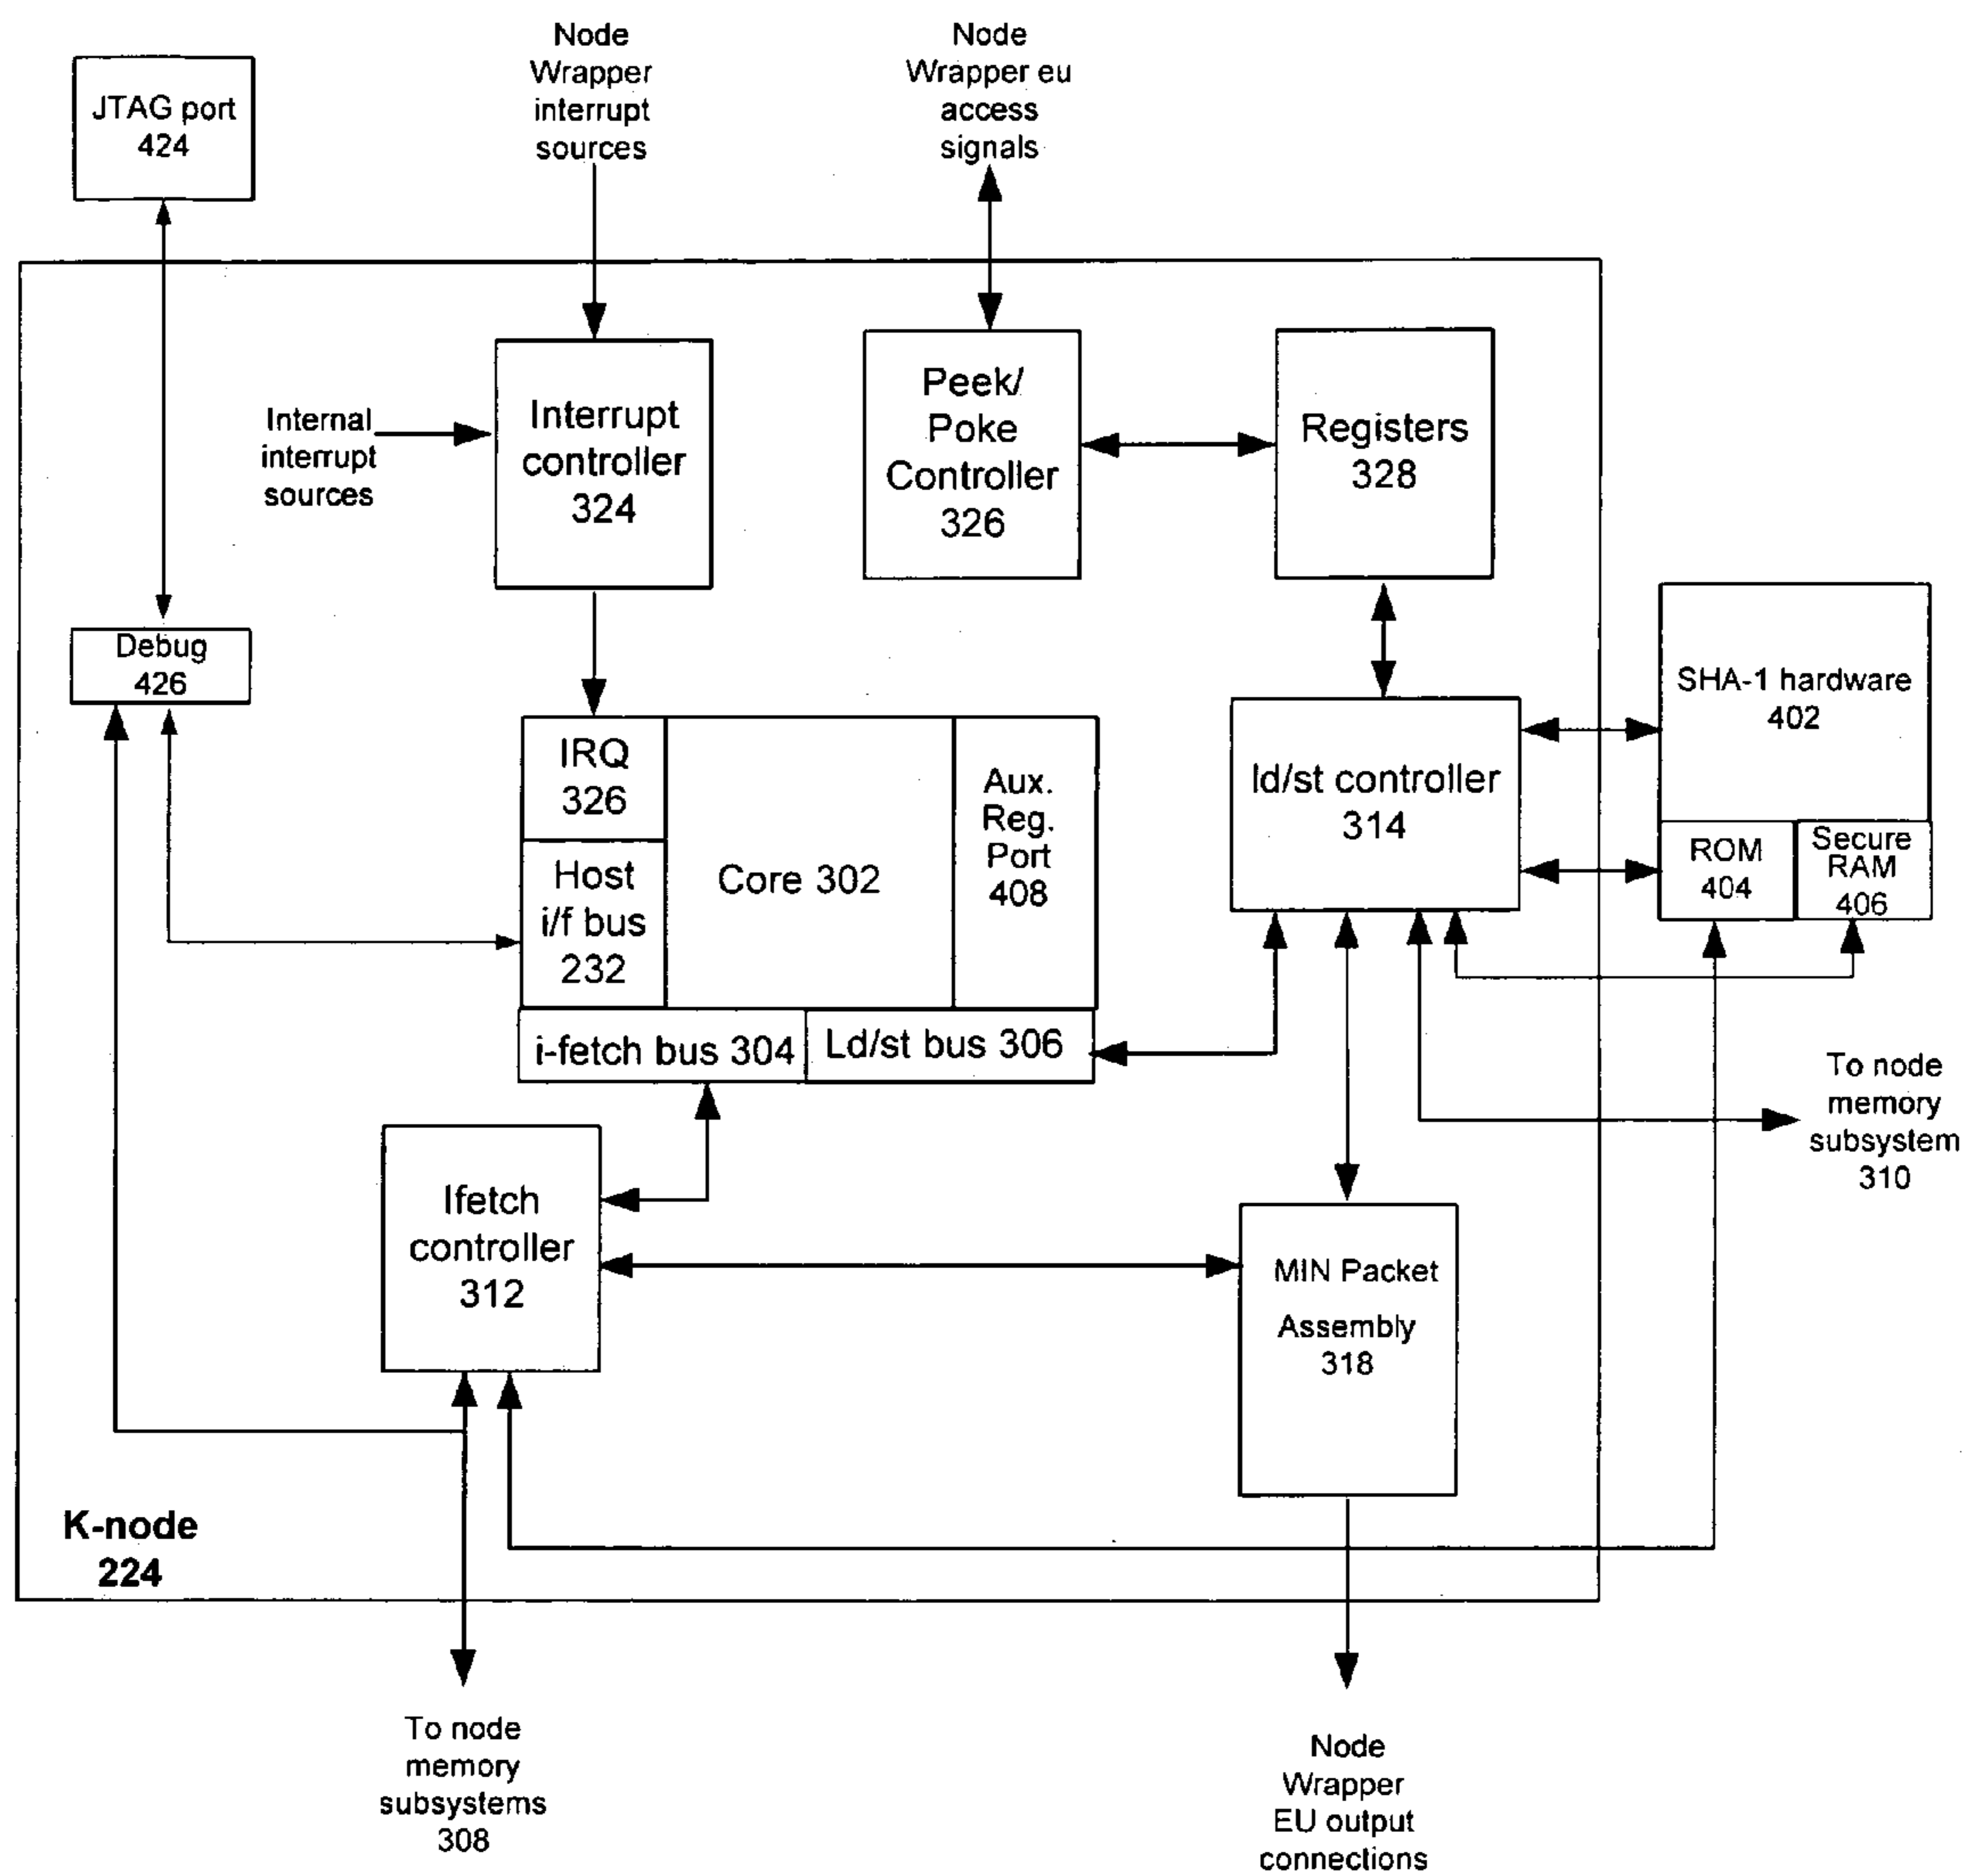 Node
Wrapper
interrupt
sources
Node
Wrapper eu
access
signals
JTAG port
424
Internal
interrupt
sources
Interrupt
controller
324
Peek/
Poke
Controller
326
Registers
328
Debug
426
IRQ
326
Host
i/f bus
232
Core 302
Aux.
Reg.
Port
408
i-fetch bus 304
Ld/st bus 306
ld/st controller
314
SHA-1 hardware
402
ROM
404
Secure
RAM
406
To node
memory
subsystem
310
Ifetch
controller
312
MIN Packet
Assembly
318
K-node
224
To node
memory
subsystems
308
Node
Wrapper
EU output
connections